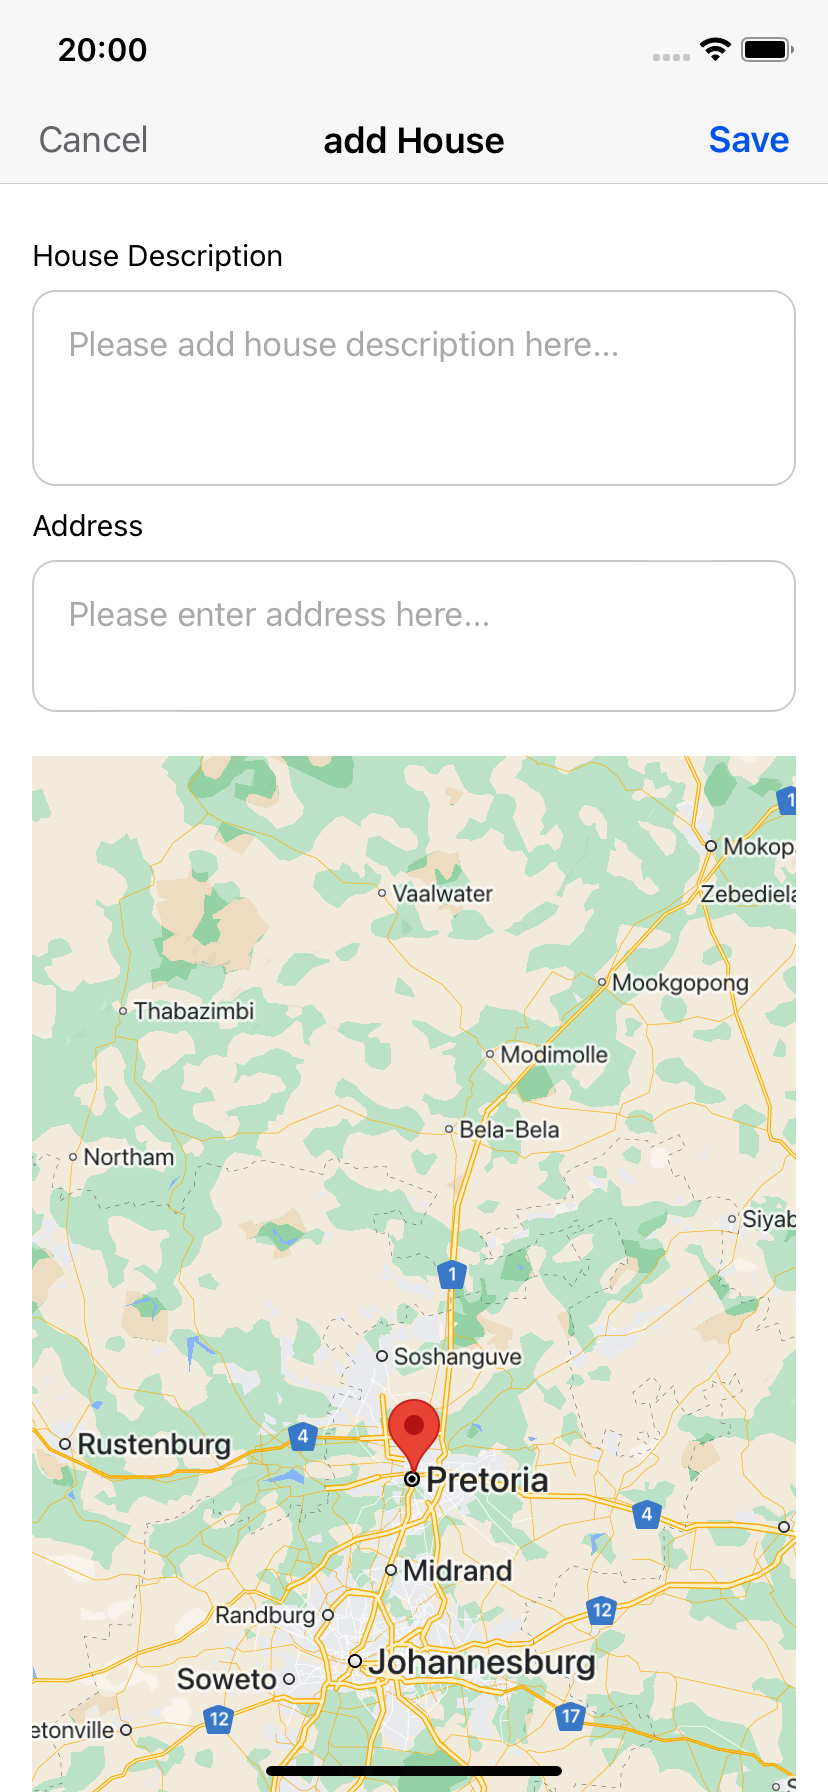 20:00
Cancel
add House
Save
House Description
Please add house description here...
Address
Please enter address here...
1
Mokop
Vaalwater
Zebediela
Mookgopong
Thabazimbi
Modimolle
Bela-Bela
Northam
Siyab
1
Soshanguve
4
Rustenburg
Pretoria
4
Midrand
12
Randburg
Johannesburg
Soweto
12
17
etonville